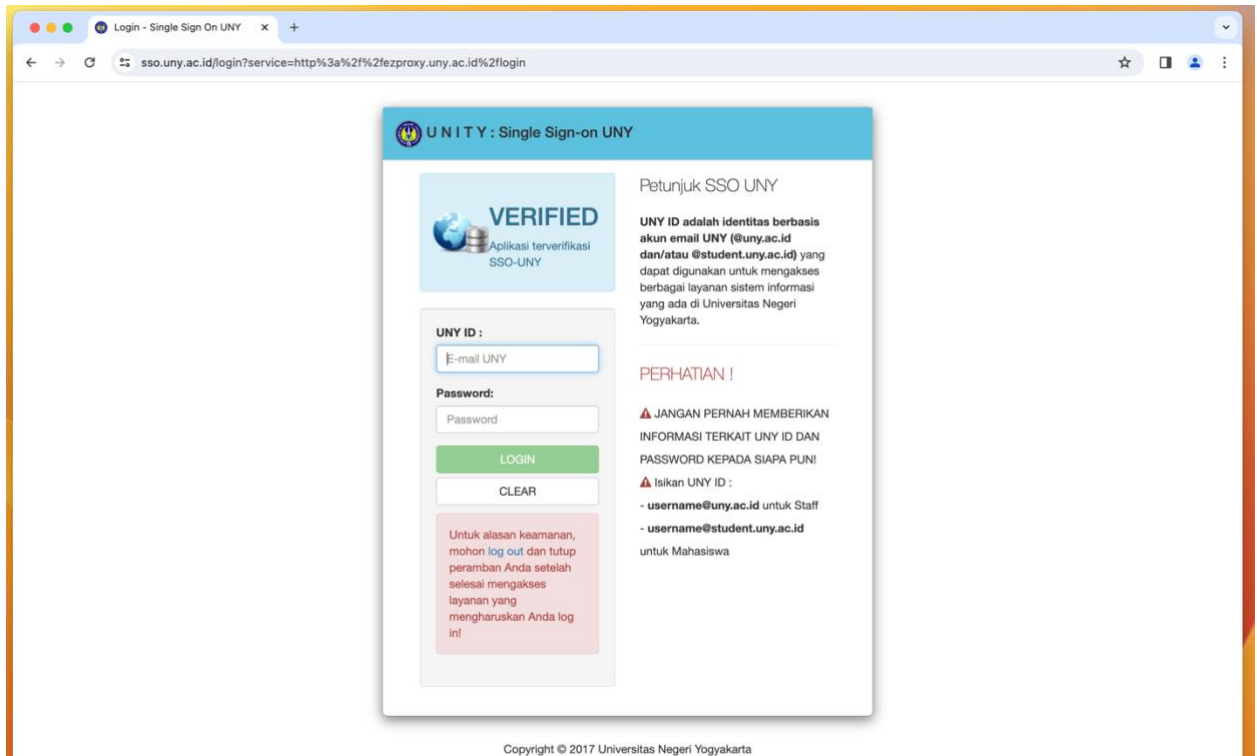 Login - Single Sign On UNY
sso.uny.ac.id/login?service=http%3a%2f%2fezproxy.uny.ac.id%2flogin
U N I T Y : Single Sign-on UNY
VERIFIED
Aplikasi terverifikasi
SSO-UNY
UNY ID :
E-mail UNY
Password:
Password
LOGIN
CLEAR
Untuk alasan keamanan,
mohon log out dan tutup
peramban Anda setelah
selesai mengakses
layanan yang
mengharuskan Anda log
in!
Petunjuk SSO UNY
UNY ID adalah identitas berbasis
akun email UNY (@uny.ac.id
dan/atau @student.uny.ac.id) yang
dapat digunakan untuk mengakses
berbagai layanan sistem informasi
yang ada di Universitas Negeri
Yogyakarta.
PERHATIAN !
JANGAN PERNAH MEMBERIKAN
INFORMASI TERKAIT UNY ID DAN
PASSWORD KEPADA SIAPA PUN!
Isikan UNY ID :
- username@uny.ac.id untuk Staff
- username@student.uny.ac.id
untuk Mahasiswa
Copyright © 2017 Universitas Negeri Yogyakarta